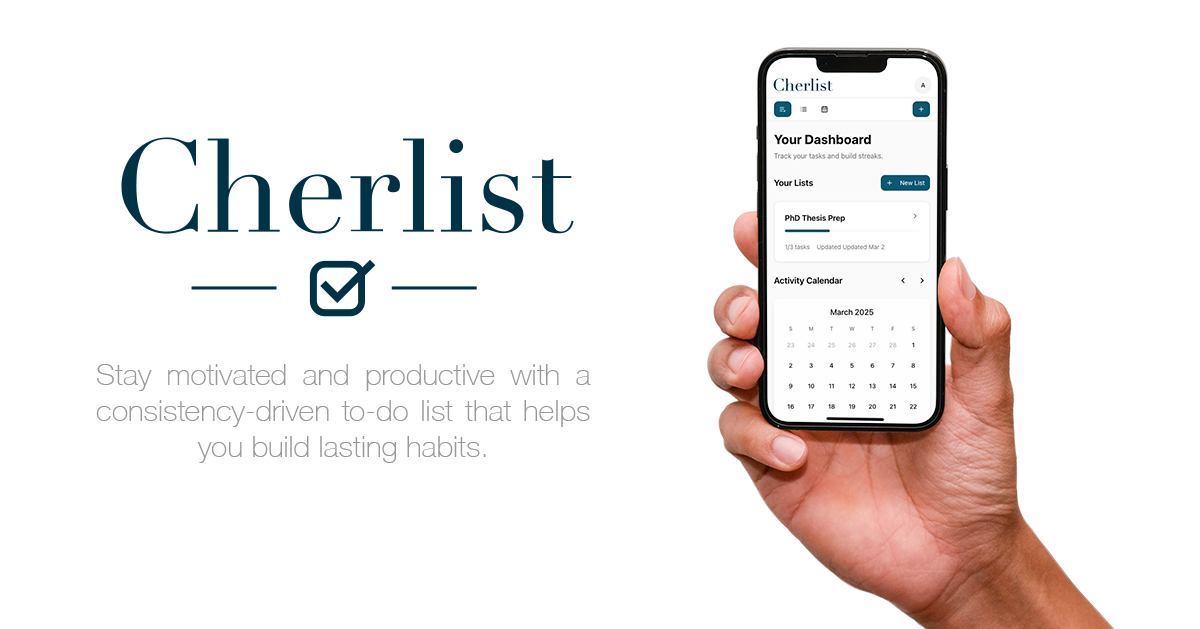 Cherlist
Stay motivated and productive with a
consistency-driven to-do list that helps
you build lasting habits.
Cherlist
A
+
Your Dashboard
Track your tasks and build streaks.
Your Lists
+ New List
PhD Thesis Prep
>
1/3 tasks Updated Updated Mar 2
Activity Calendar < >
March 2025
S M T W T F S
23 24 25 26 27 28 1
2 3 4 5 6 7 8
9 10 11 12 13 14 15
16 17 18 19 20 21 22